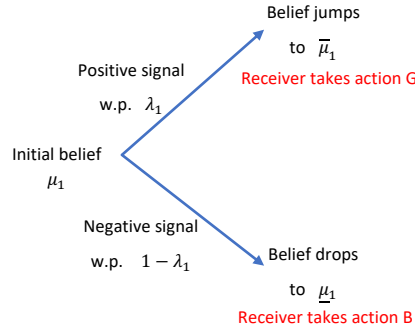 Belief jumps
to μ̅₁
Receiver takes action G
Positive signal
w.p. λ₁
Initial belief
μ₁
Negative signal
w.p. 1 − λ₁
Belief drops
to μ̲₁
Receiver takes action B